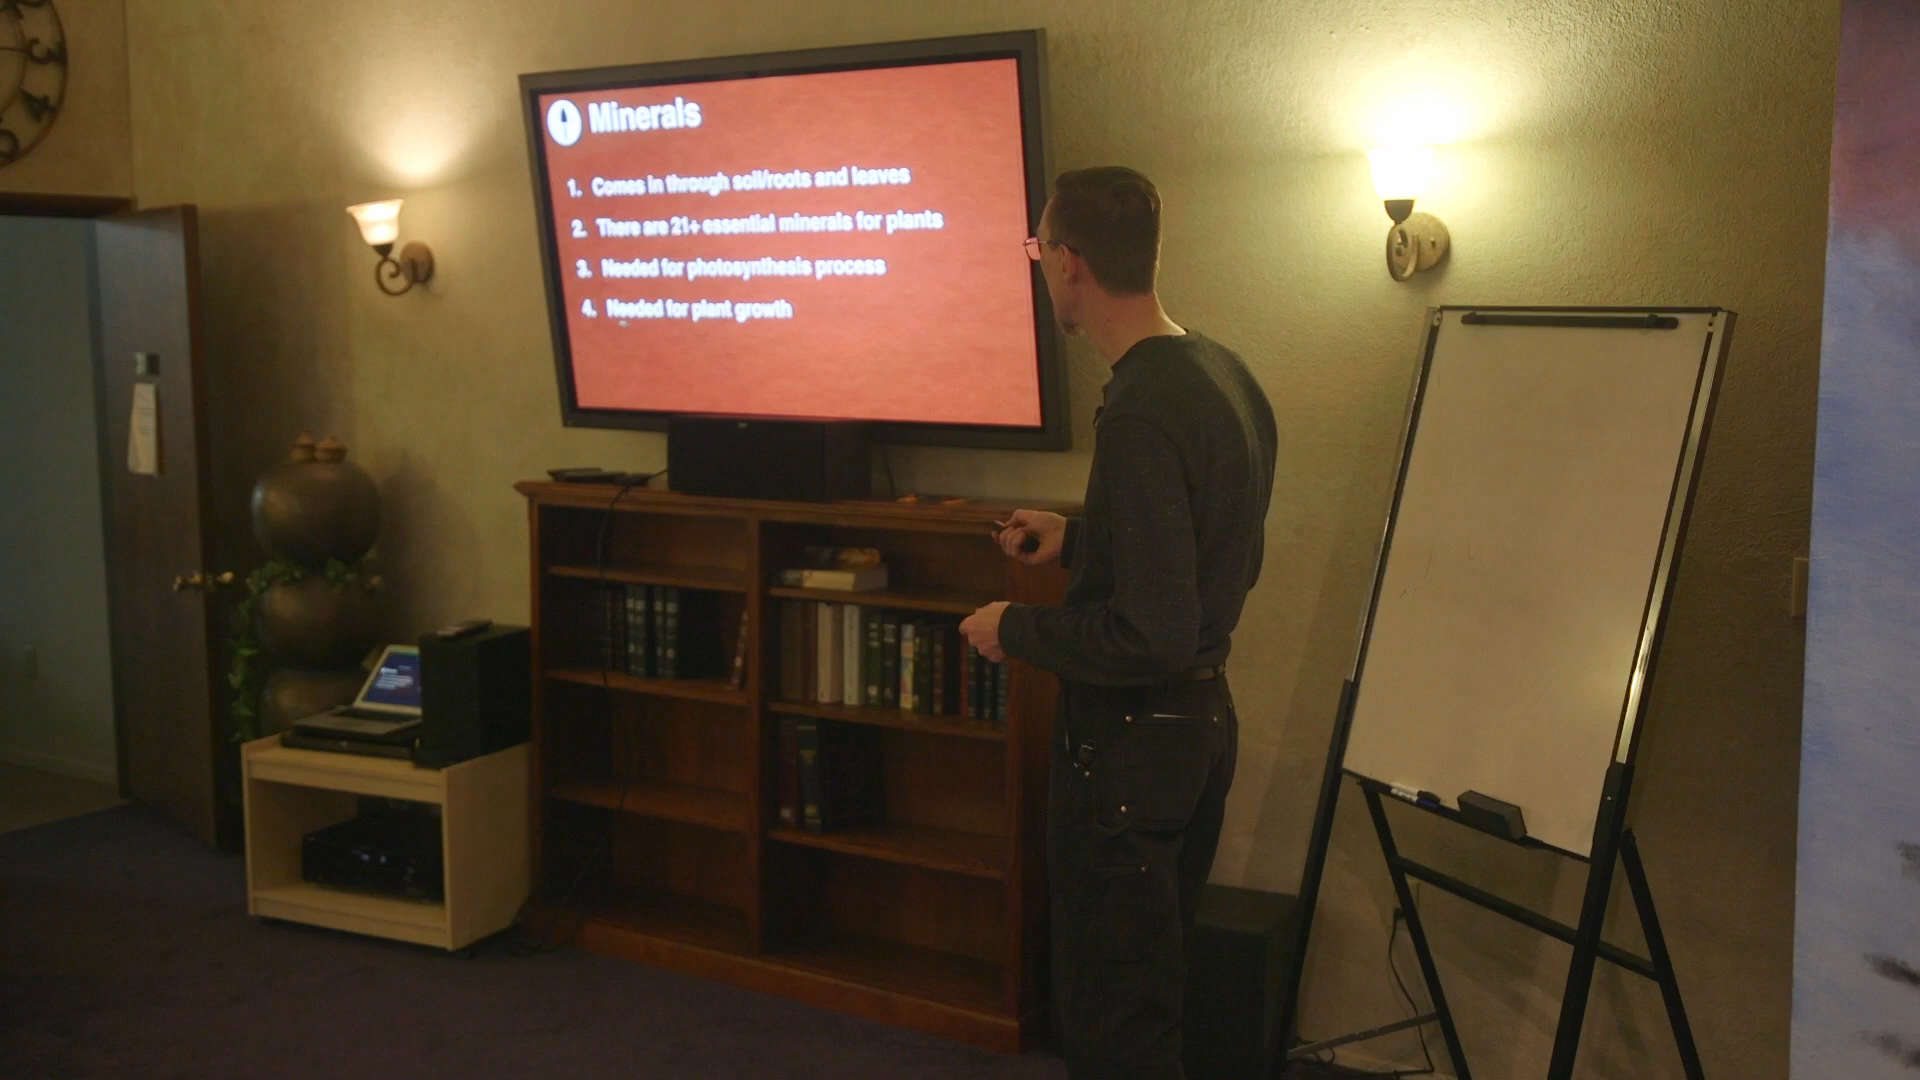 Minerals
1. Comes in through soil/roots and leaves
2. There are 21+ essential minerals for plants
3. Needed for photosynthesis process
4. Needed for plant growth